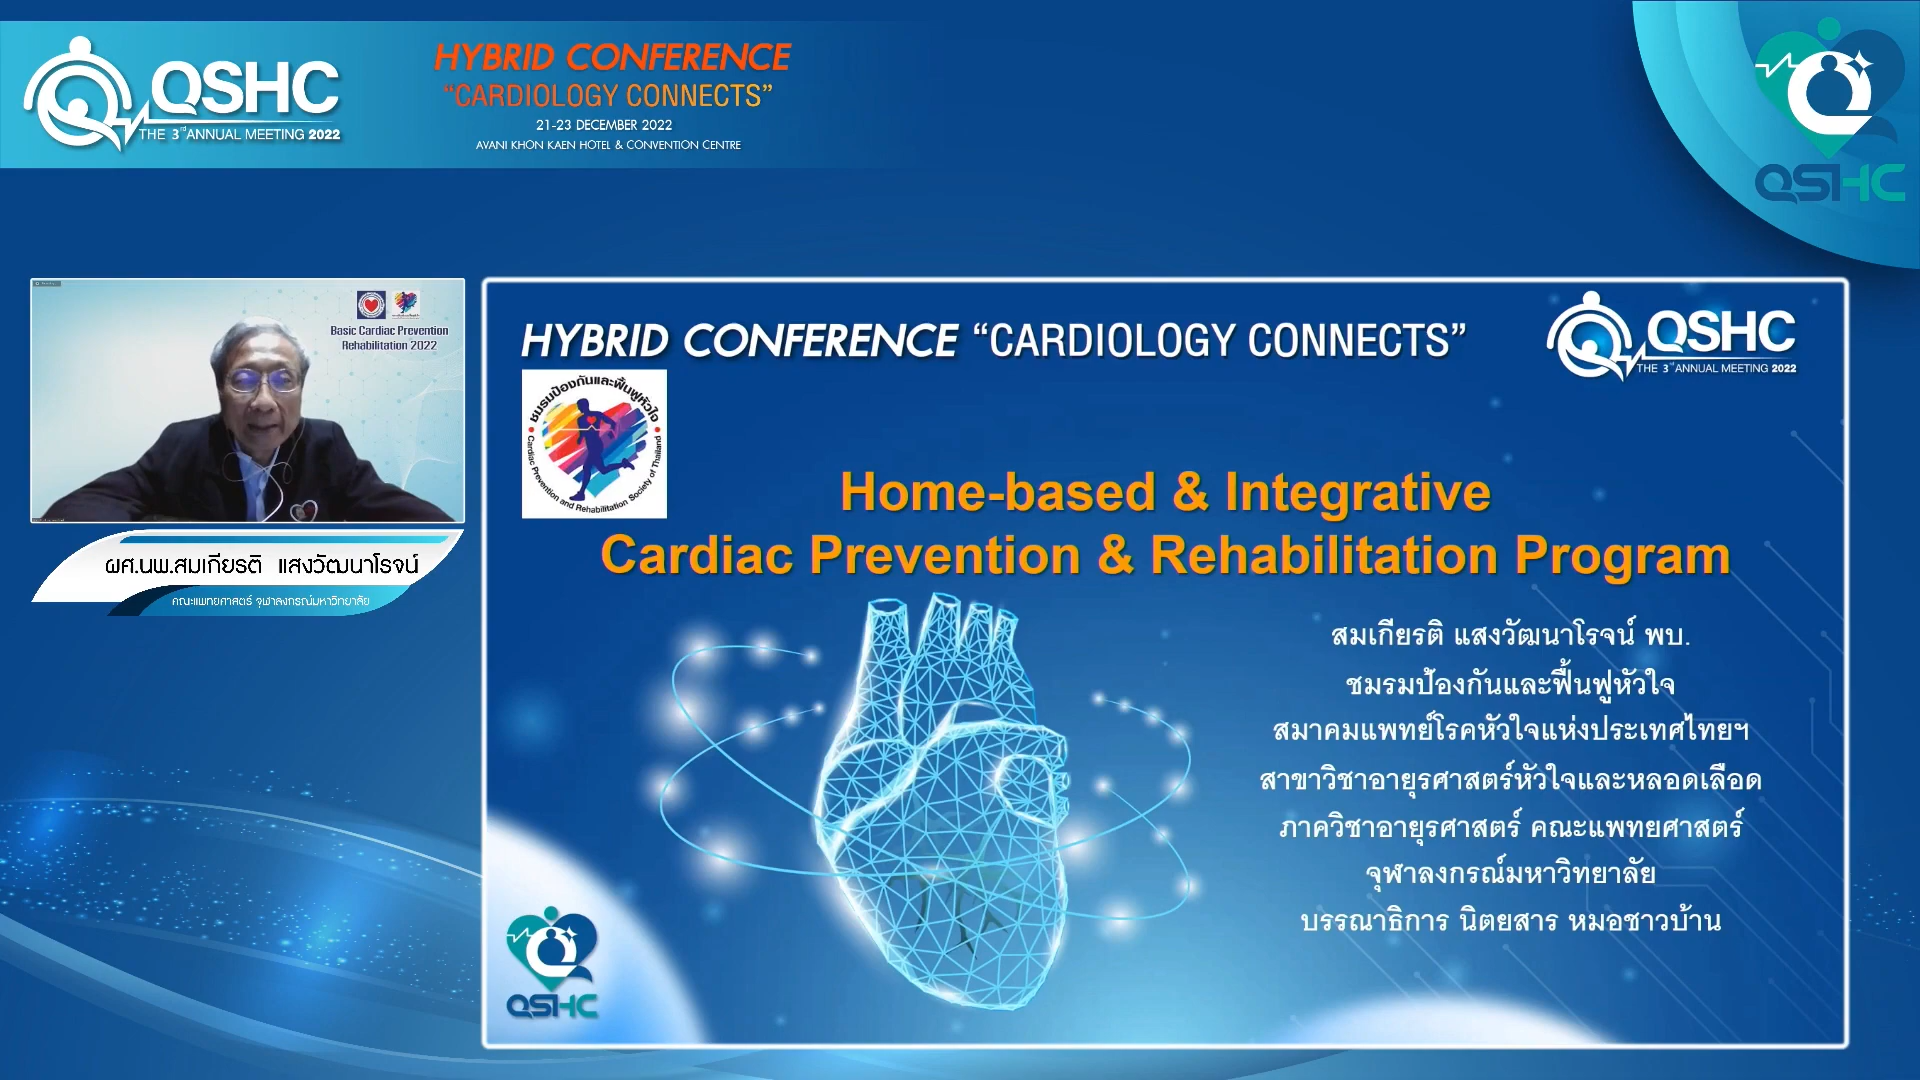 QSHC
THE 3rd ANNUAL MEETING 2022
HYBRID CONFERENCE
“CARDIOLOGY CONNECTS”
21-23 DECEMBER 2022
AVANI KHON KAEN HOTEL & CONVENTION CENTRE
QSHC
Basic Cardiac Prevention
Rehabilitation 2022
ผศ.นพ.สมเกียรติ แสงวัฒนาโรจน์
คณะแพทยศาสตร์ จุฬาลงกรณ์มหาวิทยาลัย
HYBRID CONFERENCE “CARDIOLOGY CONNECTS”
QSHC
THE 3rd ANNUAL MEETING 2022
ชมรมป้องกันและฟื้นฟูหัวใจ
Cardiac Prevention and Rehabilitation Society of Thailand
Home-based & Integrative
Cardiac Prevention & Rehabilitation Program
สมเกียรติ แสงวัฒนาโรจน์ พบ.
ชมรมป้องกันและฟื้นฟูหัวใจ
สมาคมแพทย์โรคหัวใจแห่งประเทศไทยฯ
สาขาวิชาอายุรศาสตร์หัวใจและหลอดเลือด
ภาควิชาอายุรศาสตร์ คณะแพทยศาสตร์
จุฬาลงกรณ์มหาวิทยาลัย
บรรณาธิการ นิตยสาร หมอชาวบ้าน
QSHC